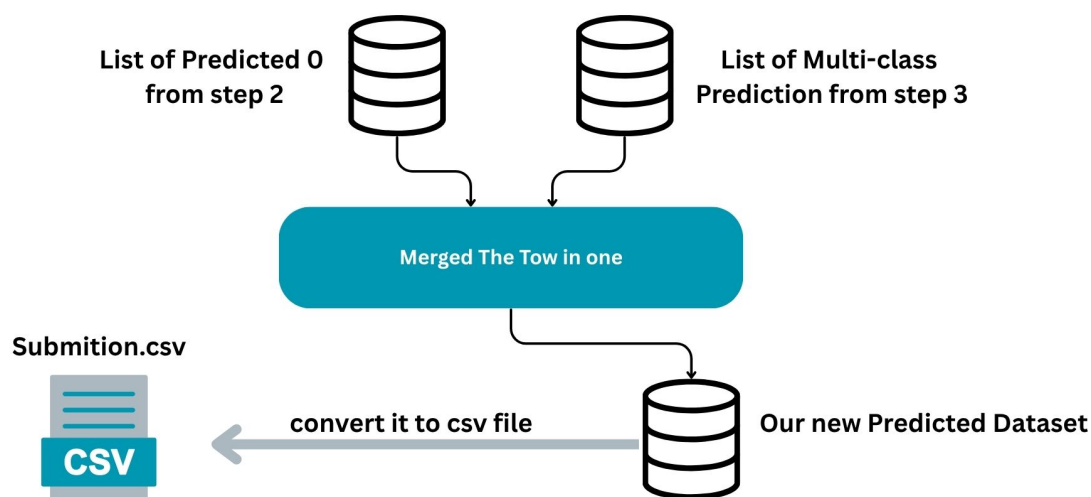 List of Predicted 0
from step 2
List of Multi-class
Prediction from step 3
Merged The Tow in one
Submition.csv
convert it to csv file
Our new Predicted Dataset
CSV